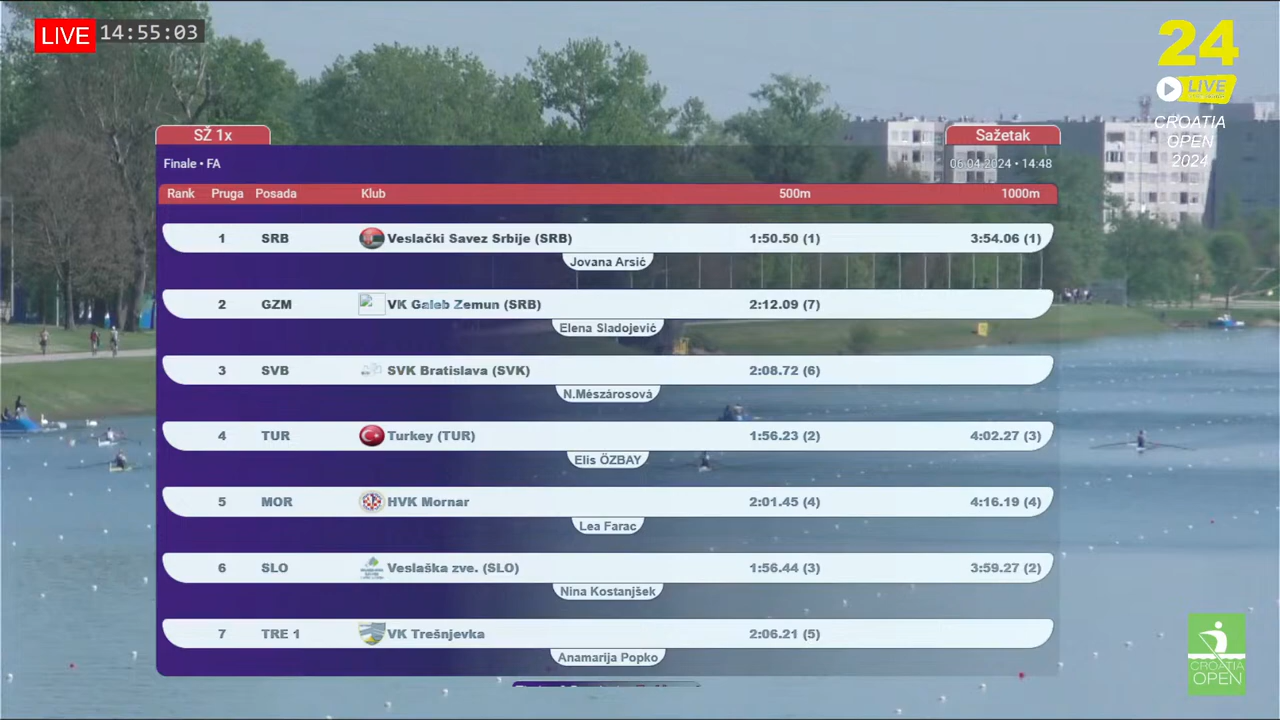 LIVE 14:55:03
24
LIVE
CROATIA
OPEN
2024
SŽ 1x Sažetak
Finale • FA 06.04.2024 • 14:48
Rank Pruga Posada Klub 500m 1000m
1 SRB Veslački Savez Srbije (SRB) 1:50.50 (1) 3:54.06 (1)
Jovana Arsić
2 GZM VK Galeb Zemun (SRB) 2:12.09 (7)
Elena Sladojević
3 SVB SVK Bratislava (SVK) 2:08.72 (6)
N.Mészárosová
4 TUR Turkey (TUR) 1:56.23 (2) 4:02.27 (3)
Elis ÖZBAY
5 MOR HVK Mornar 2:01.45 (4) 4:16.19 (4)
Lea Farac
6 SLO Veslaška zve. (SLO) 1:56.44 (3) 3:59.27 (2)
Nina Kostanjšek
7 TRE 1 VK Trešnjevka 2:06.21 (5)
Anamarija Popko
CROATIA
OPEN